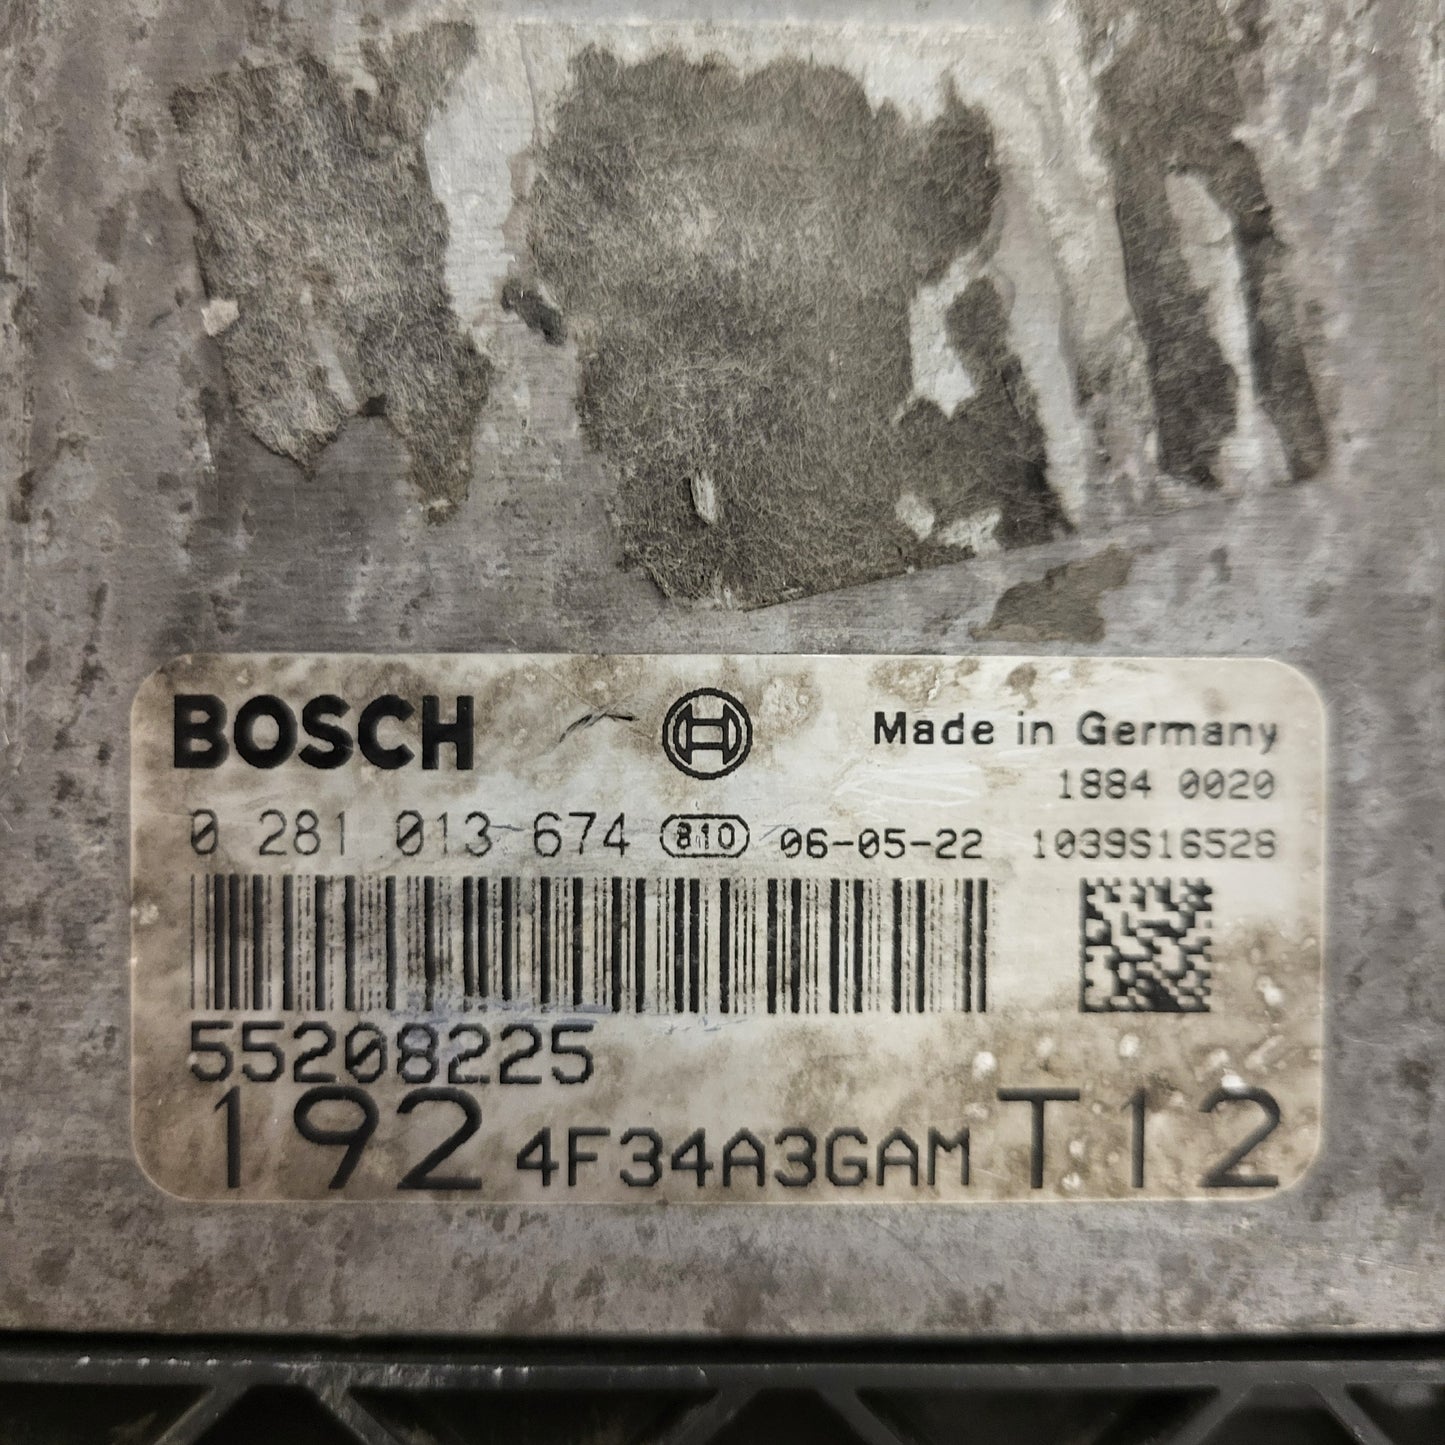 BOSCH Made in Germany
1884 0020
0 281 013 674 810 06-05-22 1039S16528
55208225
192 4F34A3GAM T12